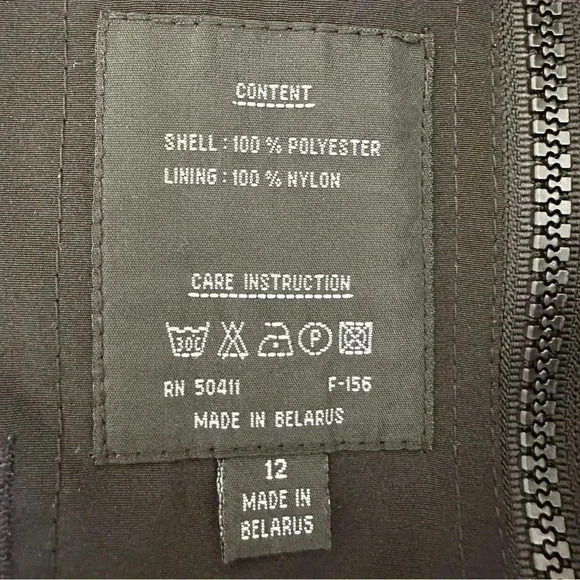 CONTENT
SHELL : 100 % POLYESTER
LINING : 100 % NYLON
CARE INSTRUCTION
30C P
RN 50411 F-156
MADE IN BELARUS
12
MADE IN
BELARUS